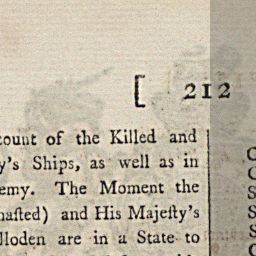 [ 212
count of the Killed and
y's Ships, as well as in
emy. The Moment the
maſted) and His Majeſty's
lloden are in a State to